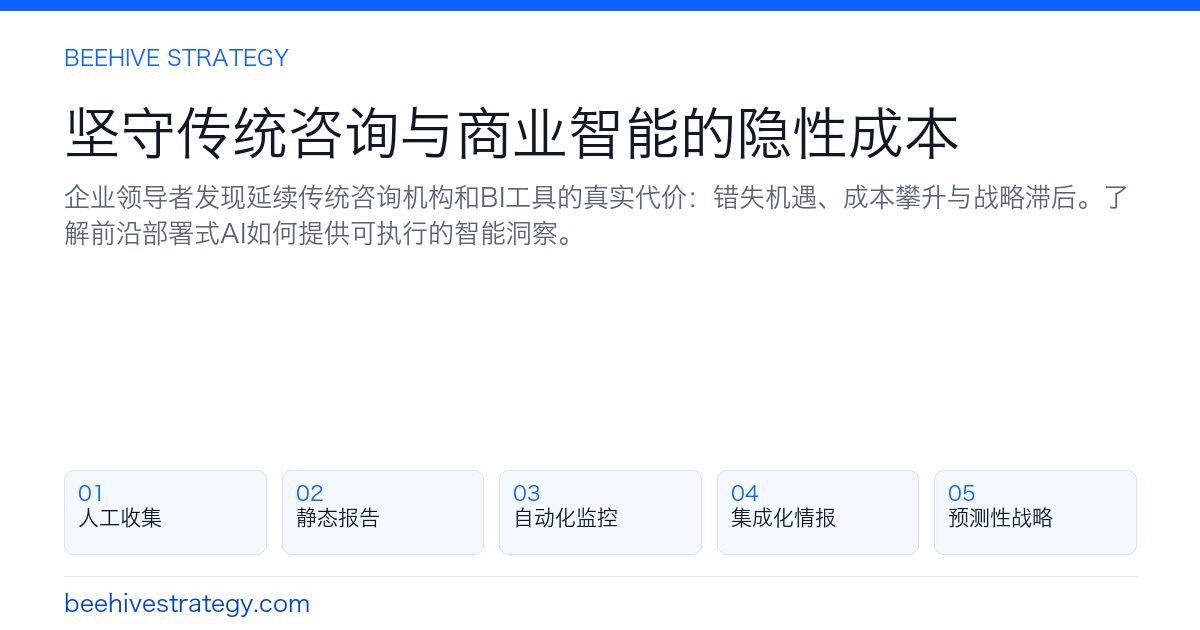 BEEHIVE STRATEGY
坚守传统咨询与商业智能的隐性成本
企业领导者发现延续传统咨询机构和BI工具的真实代价：错失机遇、成本攀升与战略滞后。了
解前沿部署式AI如何提供可执行的智能洞察。
01
人工收集
02
静态报告
03
自动化监控
04
集成化情报
05
预测性战略
beehivestrategy.com